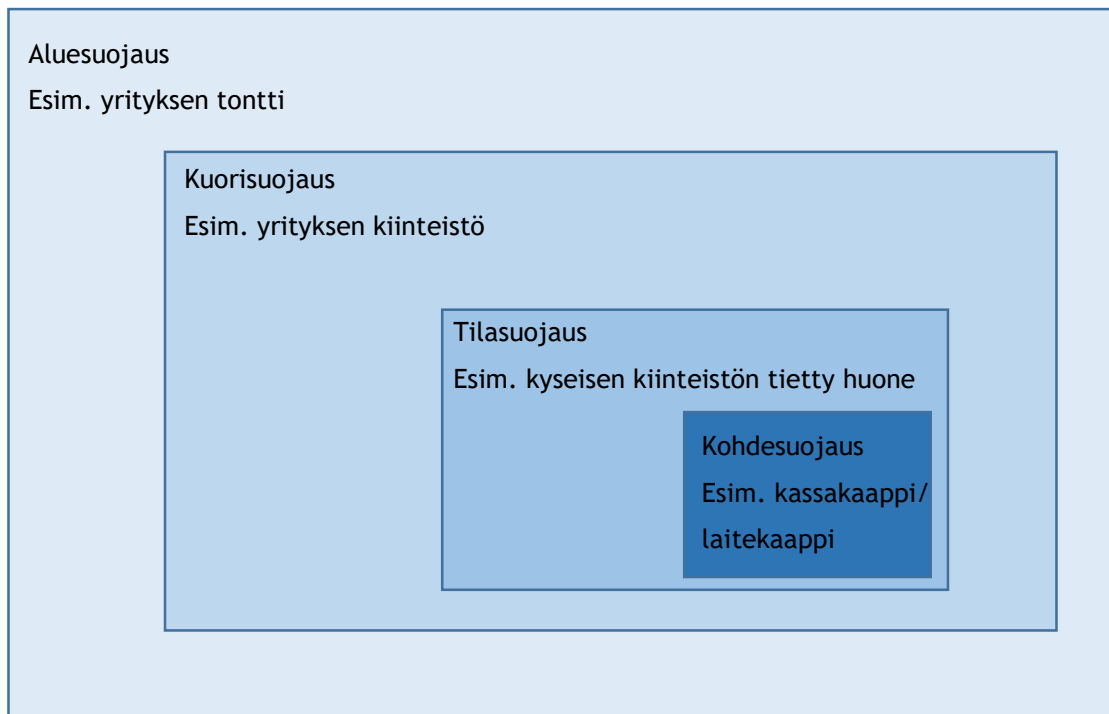 Aluesuojaus
Esim. yrityksen tontti
Kuorisuojaus
Esim. yrityksen kiinteistö
Tilasuojaus
Esim. kyseisen kiinteistön tietty huone
Kohdesuojaus
Esim. kassakaappi/
laitekaappi